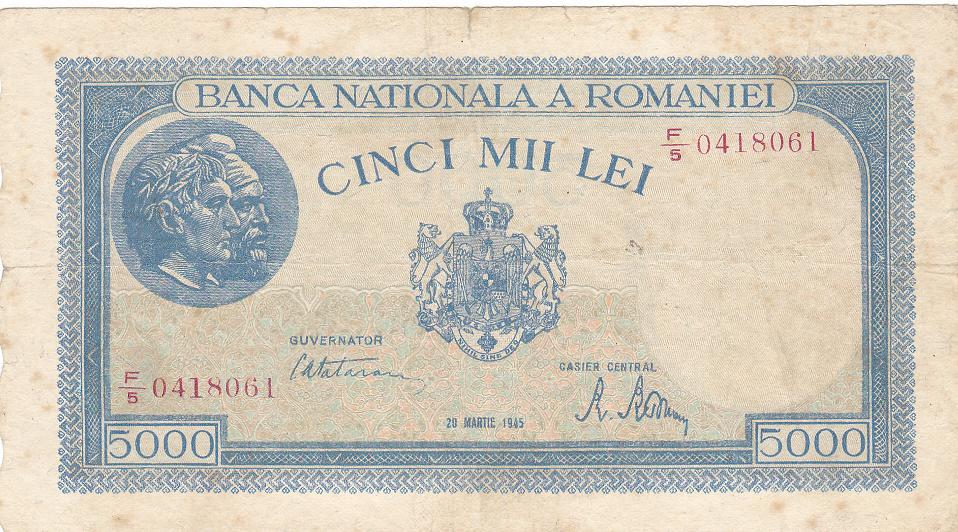 BANCA NATIONALA A ROMANIEI
CINCI MII LEI
F/5 0418061
NIHIL SINE DEO
GUVERNATOR
CASIER CENTRAL
F/5 0418061
20 MARTIE 1945
5000
5000